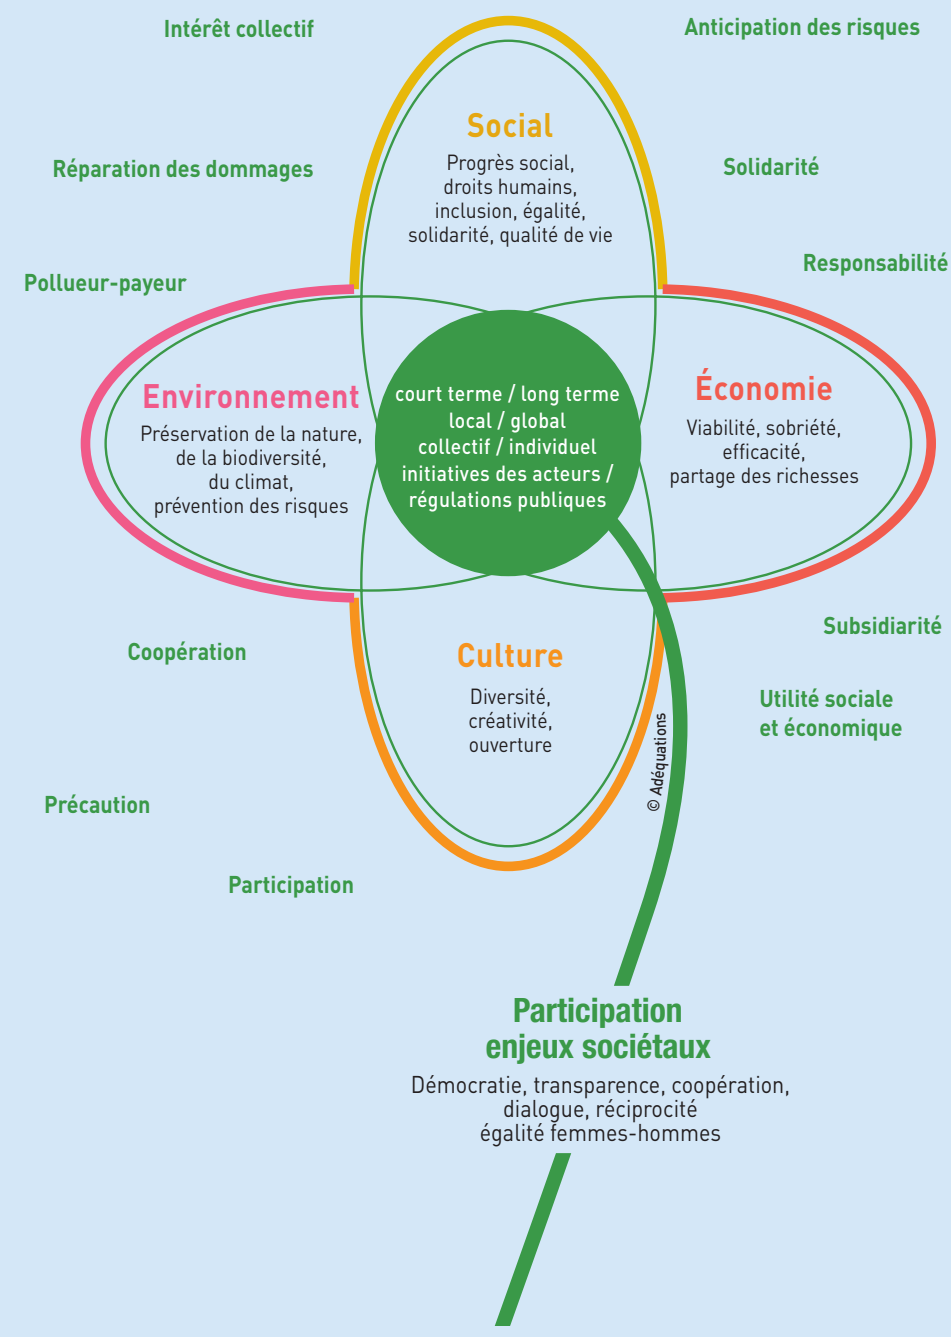 Intérêt collectif
Anticipation des risques
Social
Progrès social,
droits humains,
inclusion, égalité,
solidarité, qualité de vie
Réparation des dommages
Solidarité
Responsabilité
Pollueur-payeur
Environnement
Préservation de la nature,
de la biodiversité,
du climat,
prévention des risques
court terme / long terme
local / global
collectif / individuel
initiatives des acteurs /
régulations publiques
Économie
Viabilité, sobriété,
efficacité,
partage des richesses
Subsidiarité
Coopération
Culture
Diversité,
créativité,
ouverture
Utilité sociale
et économique
© Adéquations
Précaution
Participation
Participation
enjeux sociétaux
Démocratie, transparence, coopération,
dialogue, réciprocité
égalité femmes-hommes